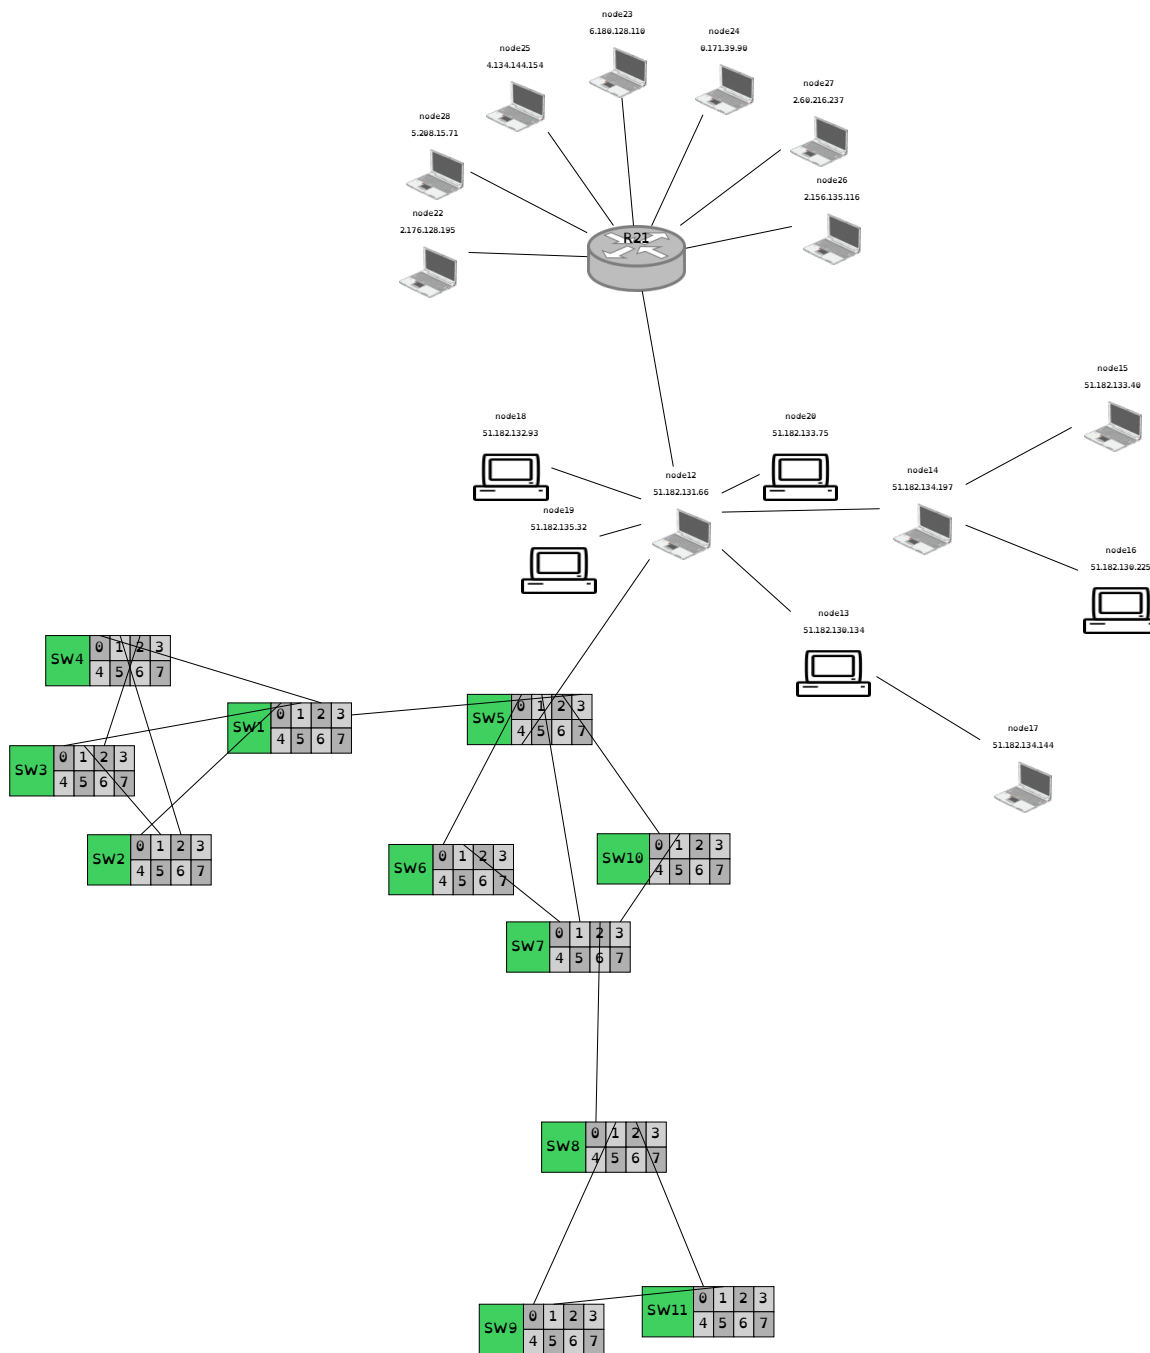 node23
6.180.128.110
node24
0.171.39.90
node25
4.134.144.154
node27
2.60.216.237
node28
5.208.15.71
node26
2.156.135.116
node22
2.176.128.195
R21
node15
51.182.133.40
node18
51.182.132.93
node20
51.182.133.75
node14
51.182.134.197
node12
51.182.131.66
node19
51.182.135.32
node16
51.182.130.225
node13
51.182.130.134
node17
51.182.134.144
SW4
0 1 2 3
4 5 6 7
SW5
0 1 2 3
4 5 6 7
SW1
0 1 2 3
4 5 6 7
SW3
0 1 2 3
4 5 6 7
SW2
0 1 2 3
4 5 6 7
SW10
0 1 2 3
4 5 6 7
SW6
0 1 2 3
4 5 6 7
SW7
0 1 2 3
4 5 6 7
SW8
0 1 2 3
4 5 6 7
SW11
0 1 2 3
4 5 6 7
SW9
0 1 2 3
4 5 6 7